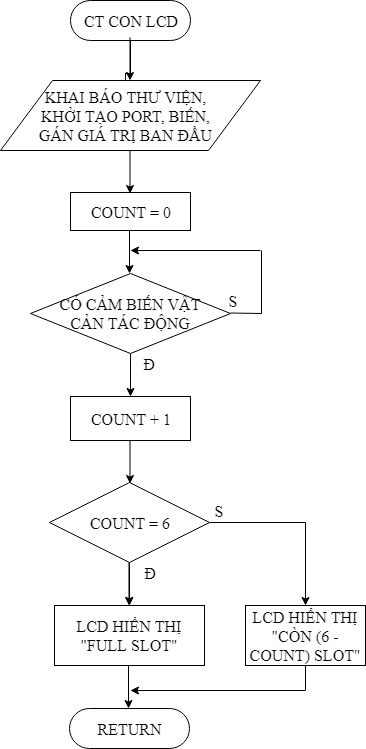 CT CON LCD
KHAI BÁO THƯ VIỆN,
KHỞI TẠO PORT, BIẾN,
GÁN GIÁ TRỊ BAN ĐẦU
COUNT = 0
CÓ CẢM BIẾN VẬT
CẢN TÁC ĐỘNG
S
Đ
COUNT + 1
COUNT = 6
S
Đ
LCD HIỂN THỊ
"FULL SLOT"
LCD HIỂN THỊ
"CÒN (6 -
COUNT) SLOT"
RETURN